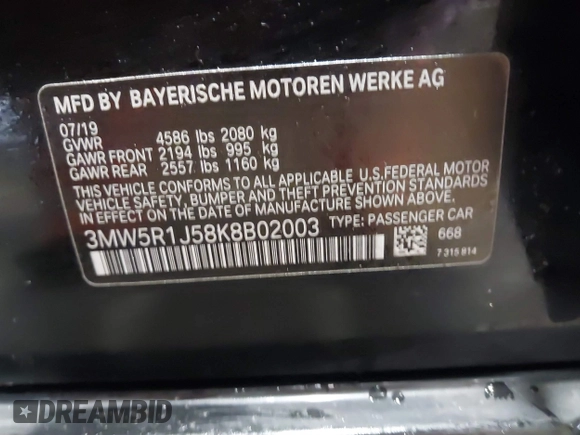 MFD BY BAYERISCHE MOTOREN WERKE AG
07/19
GVWR 4586 lbs 2080 kg
GAWR FRONT 2194 lbs 995 kg
GAWR REAR 2557 lbs 1160 kg
THIS VEHICLE CONFORMS TO ALL APPLICABLE U.S.FEDERAL MOTOR
VEHICLE SAFETY, BUMPER AND THEFT PREVENTION STANDARDS
IN EFFECT ON THE DATE OF MANUFACTURE SHOWN ABOVE.
3MW5R1J58K8B02003 TYPE: PASSENGER CAR
668
7 315 814
DREAMBID